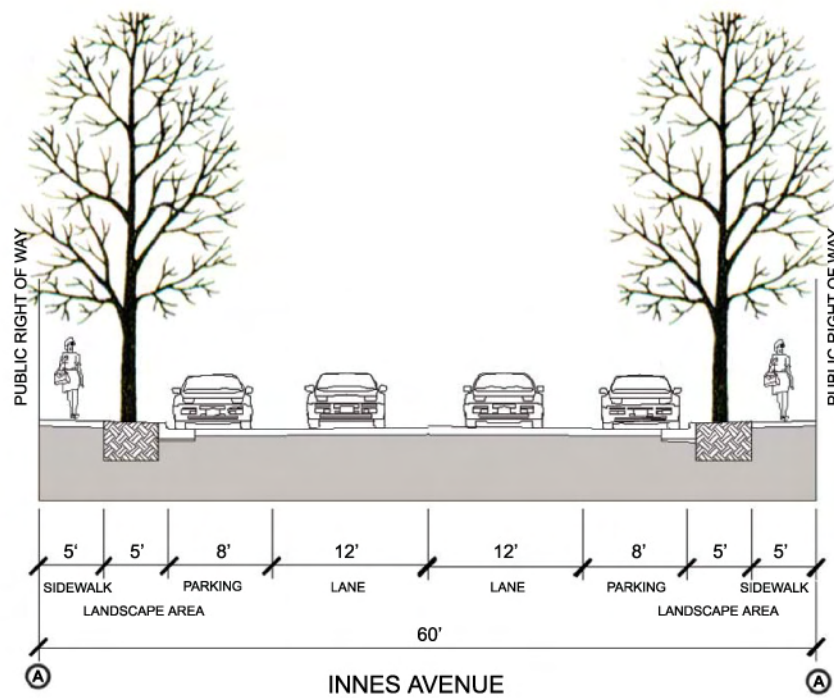 PUBLIC RIGHT OF WAY
PUBLIC RIGHT OF WAY
5' 5' 8' 12' 12' 8' 5' 5'
SIDEWALK PARKING LANE LANE PARKING SIDEWALK
LANDSCAPE AREA LANDSCAPE AREA
60'
A A
INNES AVENUE